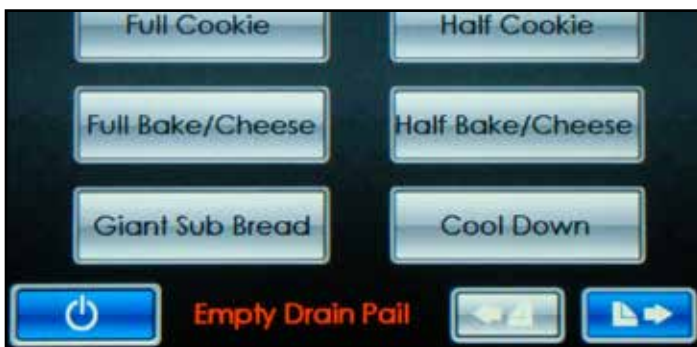 Full Cookie Half Cookie
Full Bake/Cheese Half Bake/Cheese
Giant Sub Bread Cool Down
Empty Drain Pail